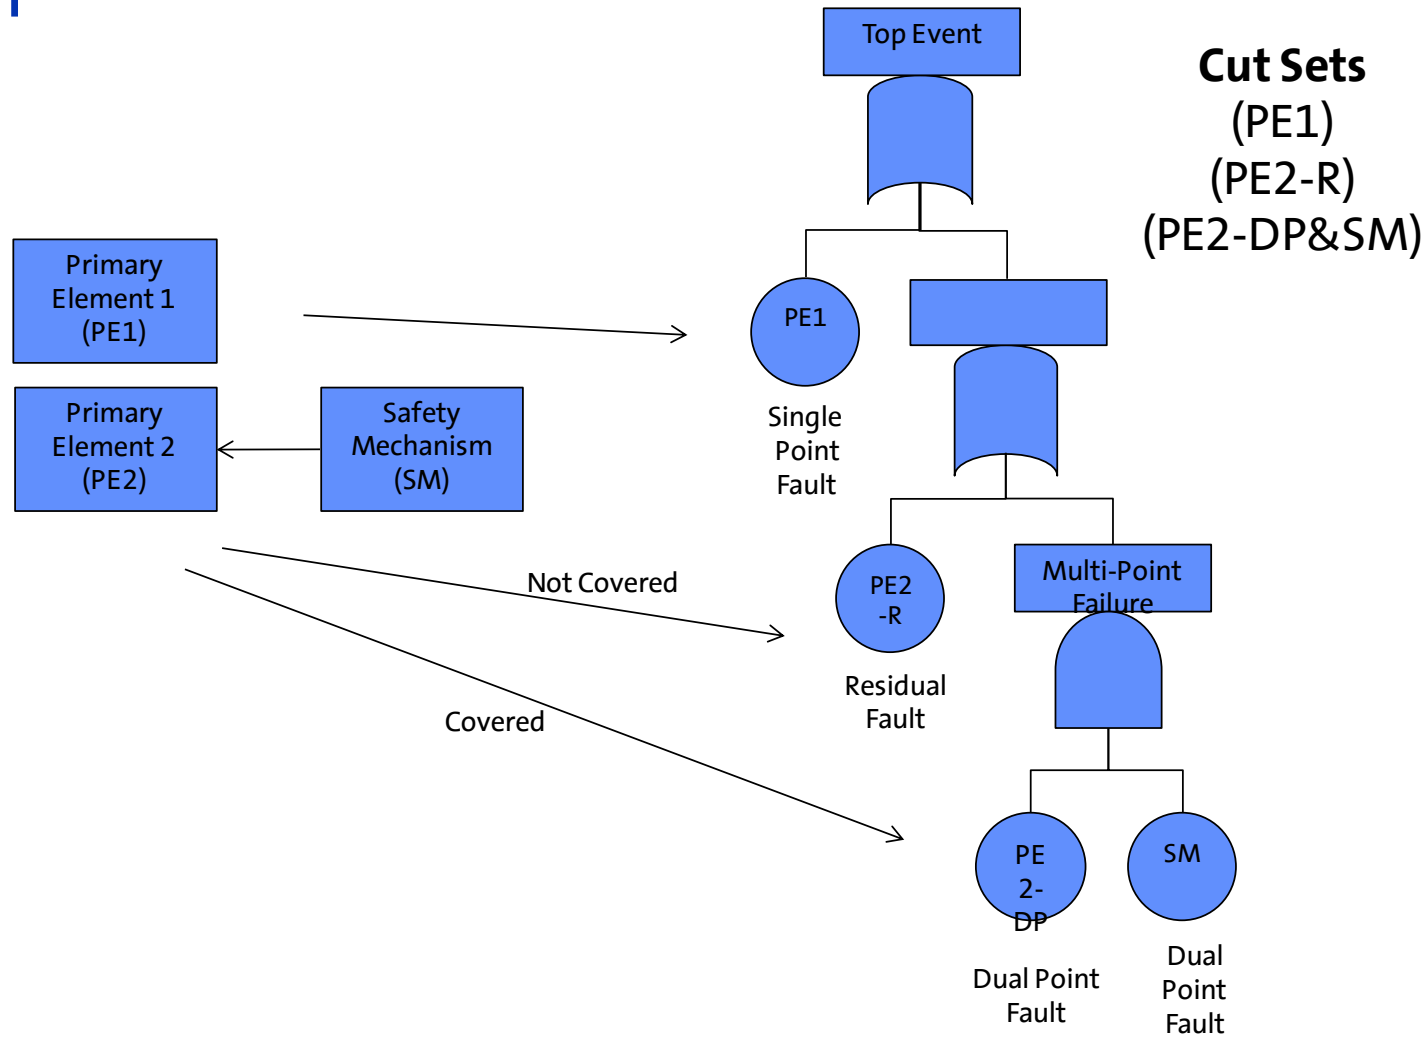 Top Event
Cut Sets
(PE1)
(PE2-R)
(PE2-DP&SM)
Primary
Element 1
(PE1)
PE1
Single
Point
Fault
Primary
Element 2
(PE2)
Safety
Mechanism
(SM)
Not Covered
PE2
-R
Multi-Point
Failure
Residual
Fault
Covered
PE
2-
DP
SM
Dual Point
Fault
Dual
Point
Fault